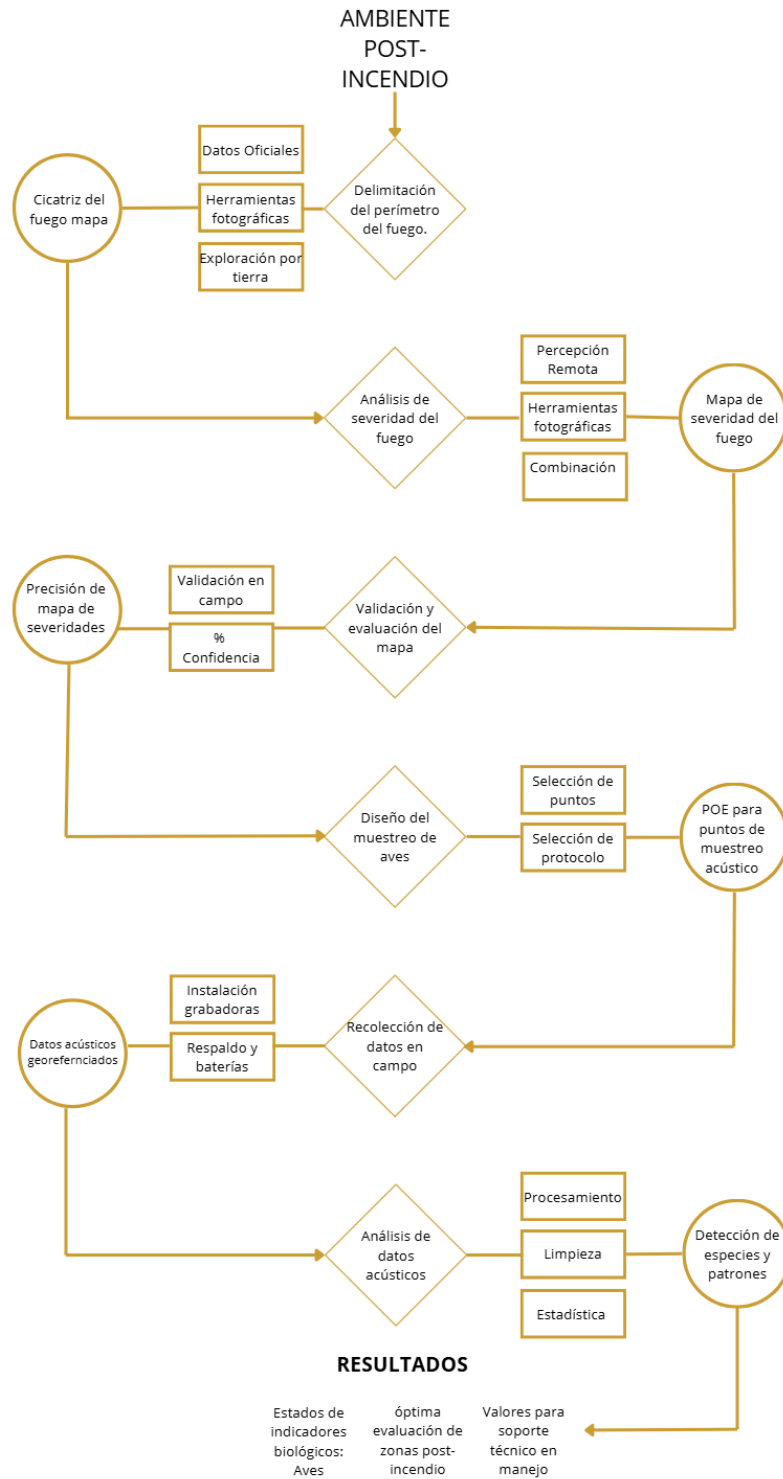 AMBIENTE
POST-
INCENDIO
Datos Oficiales
Cicatriz del
fuego mapa
Herramientas
fotográficas
Exploración por
tierra
Delimitación
del perímetro
del fuego.
Análisis de
severidad del
fuego
Percepción
Remota
Herramientas
fotográficas
Combinación
Mapa de
severidad del
fuego
Precisión de
mapa de
severidades
Validación en
campo
%
Confidencia
Validación y
evaluación del
mapa
Diseño del
muestreo de
aves
Selección de
puntos
Selección de
protocolo
POE para
puntos de
muestreo
acústico
Datos acústicos
georefernciados
Instalación
grabadoras
Respaldo y
baterías
Recolección de
datos en
campo
Análisis de
datos
acústicos
Procesamiento
Limpieza
Estadística
Detección de
especies y
patrones
RESULTADOS
Estados de
indicadores
biológicos:
Aves
óptima
evaluación de
zonas post-
incendio
Valores para
soporte
técnico en
manejo